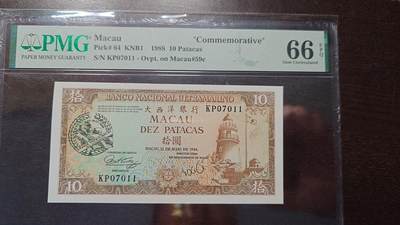 PMG
PAPER MONEY GUARANTY
Macau "Commemorative"
Pick# 64 KNB1 1988 10 Patacas
S/N KP07011 - Ovpt. on Macau#59c
66 EPQ
Gem Uncirculated
拾 BANCO NACIONAL ULTRAMARINO 10
大西洋銀行
KP07011
MACAU
DEZ PATACAS
拾圓
KP07011
10 拾